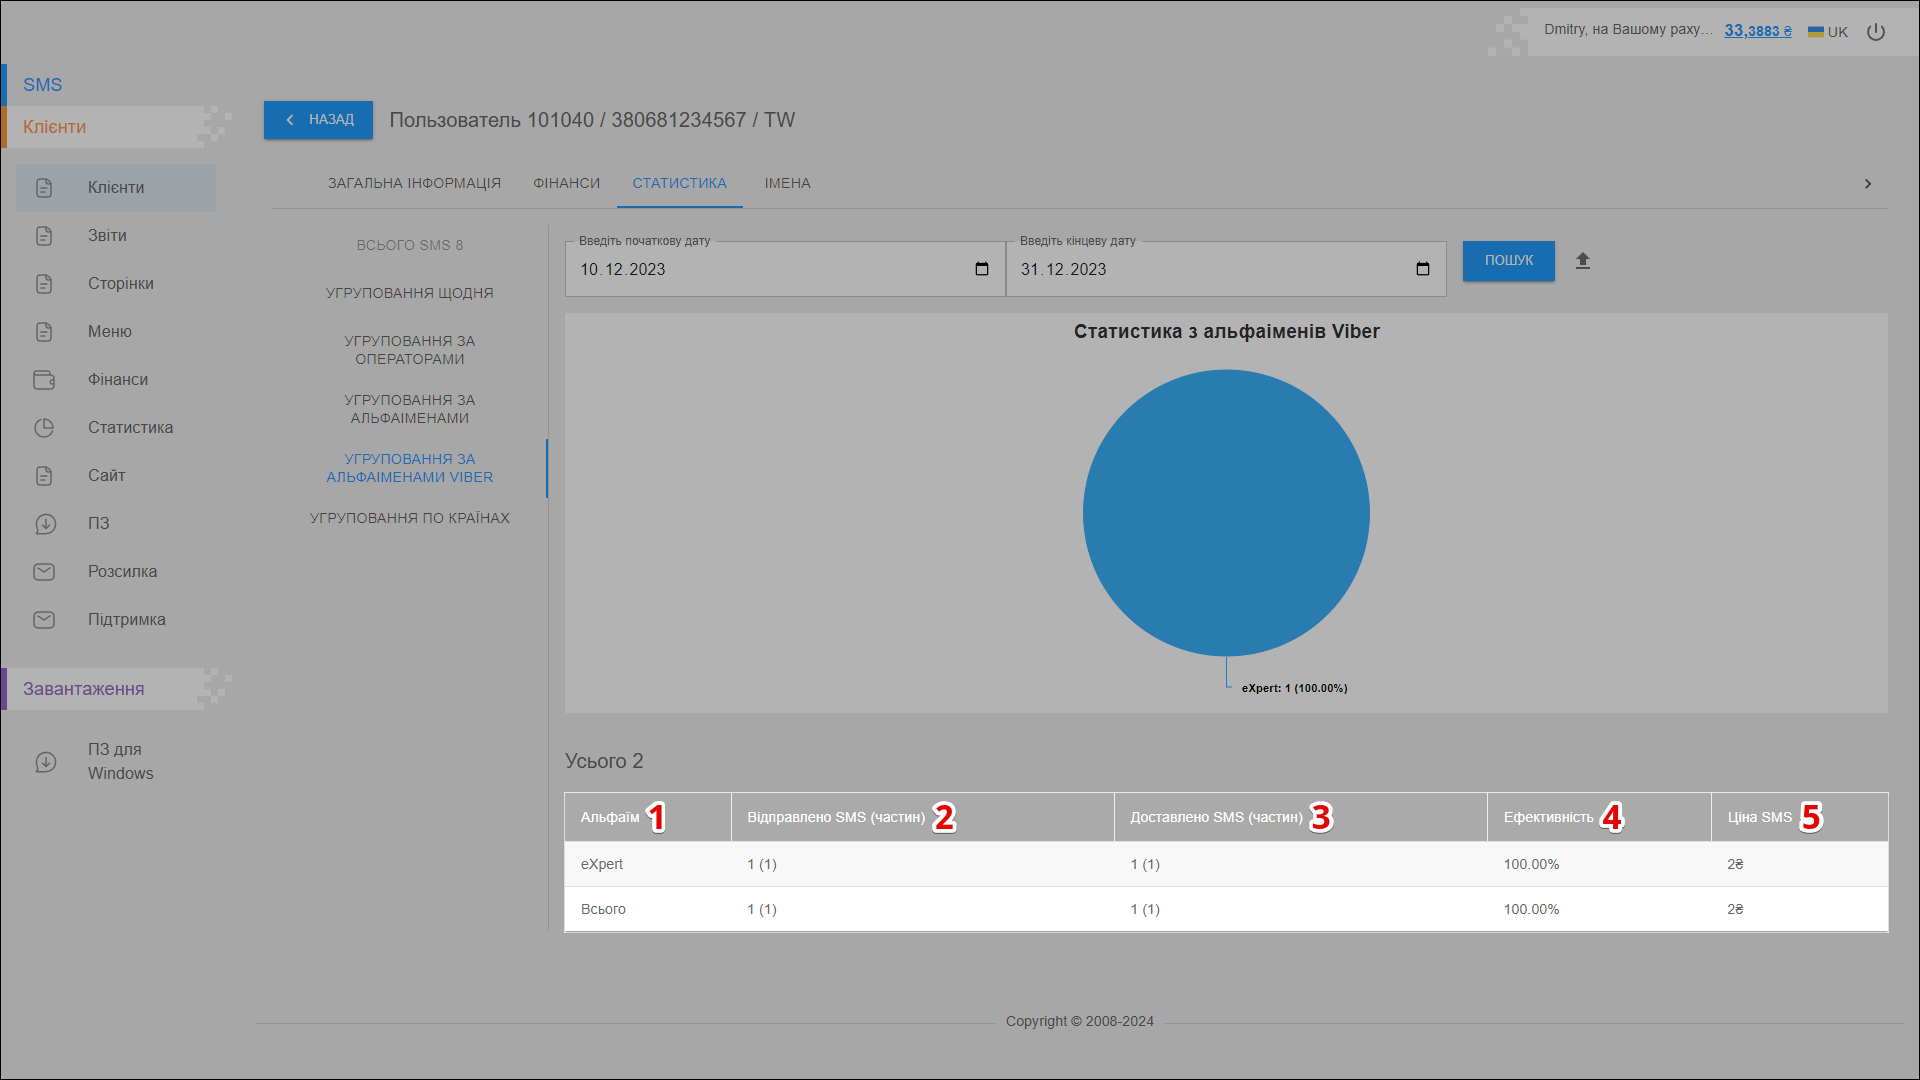 Dmitry, на Вашому раху... 33,3883 ₴ UK
SMS
Клієнти
Клієнти
Звіти
Сторінки
Меню
Фінанси
Статистика
Сайт
ПЗ
Розсилка
Підтримка
Завантаження
ПЗ для
Windows
НАЗАД
Пользователь 101040 / 380681234567 / TW
ЗАГАЛЬНА ІНФОРМАЦІЯ ФІНАНСИ СТАТИСТИКА ІМЕНА
ВСЬОГО SMS 8
УГРУПОВАННЯ ЩОДНЯ
УГРУПОВАННЯ ЗА
ОПЕРАТОРАМИ
УГРУПОВАННЯ ЗА
АЛЬФАІМЕНАМИ
УГРУПОВАННЯ ЗА
АЛЬФАІМЕНАМИ VIBER
УГРУПОВАННЯ ПО КРАЇНАХ
Введіть початкову дату
10.12.2023
Введіть кінцеву дату
31.12.2023
ПОШУК
Статистика з альфаіменів Viber
eXpert: 1 (100.00%)
Усього 2
Альфаїм 1 Відправлено SMS (частин) 2 Доставлено SMS (частин) 3 Ефективність 4 Ціна SMS 5
eXpert 1 (1) 1 (1) 100.00% 2₴
Всього 1 (1) 1 (1) 100.00% 2₴
Copyright © 2008-2024